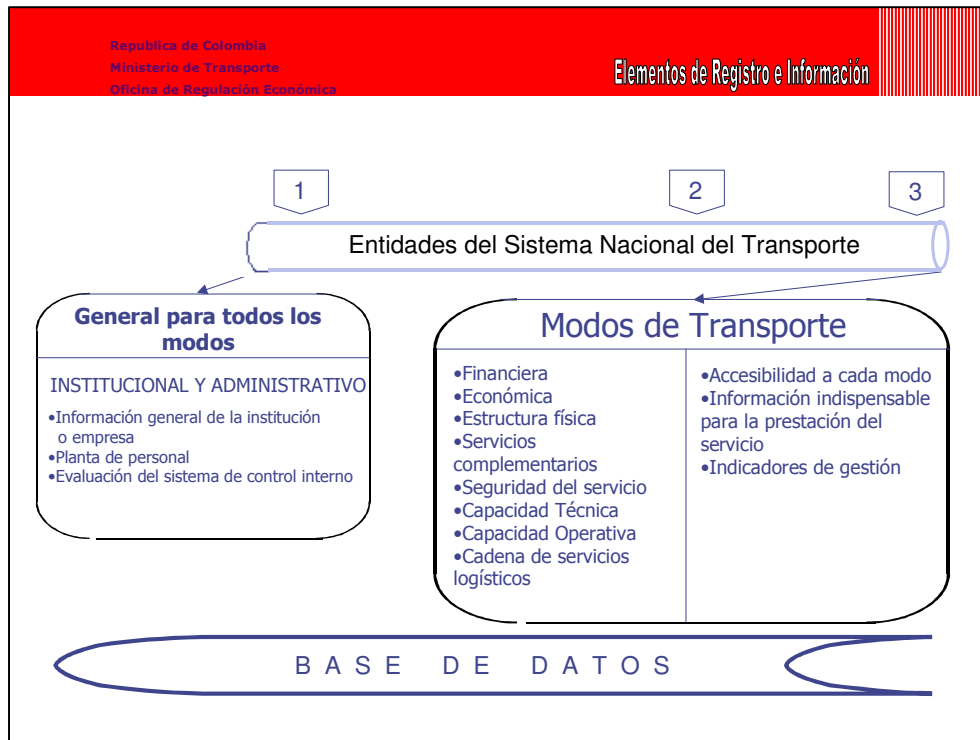 Republica de Colombia
Ministerio de Transporte
Oficina de Regulación Económica
Elementos de Registro e Información
1
2
3
Entidades del Sistema Nacional del Transporte
General para todos los
modos
INSTITUCIONAL Y ADMINISTRATIVO
•Información general de la institución
o empresa
•Planta de personal
•Evaluación del sistema de control interno
Modos de Transporte
•Financiera
•Económica
•Estructura física
•Servicios
complementarios
•Seguridad del servicio
•Capacidad Técnica
•Capacidad Operativa
•Cadena de servicios
logísticos
•Accesibilidad a cada modo
•Información indispensable
para la prestación del
servicio
•Indicadores de gestión
BASE DE DATOS